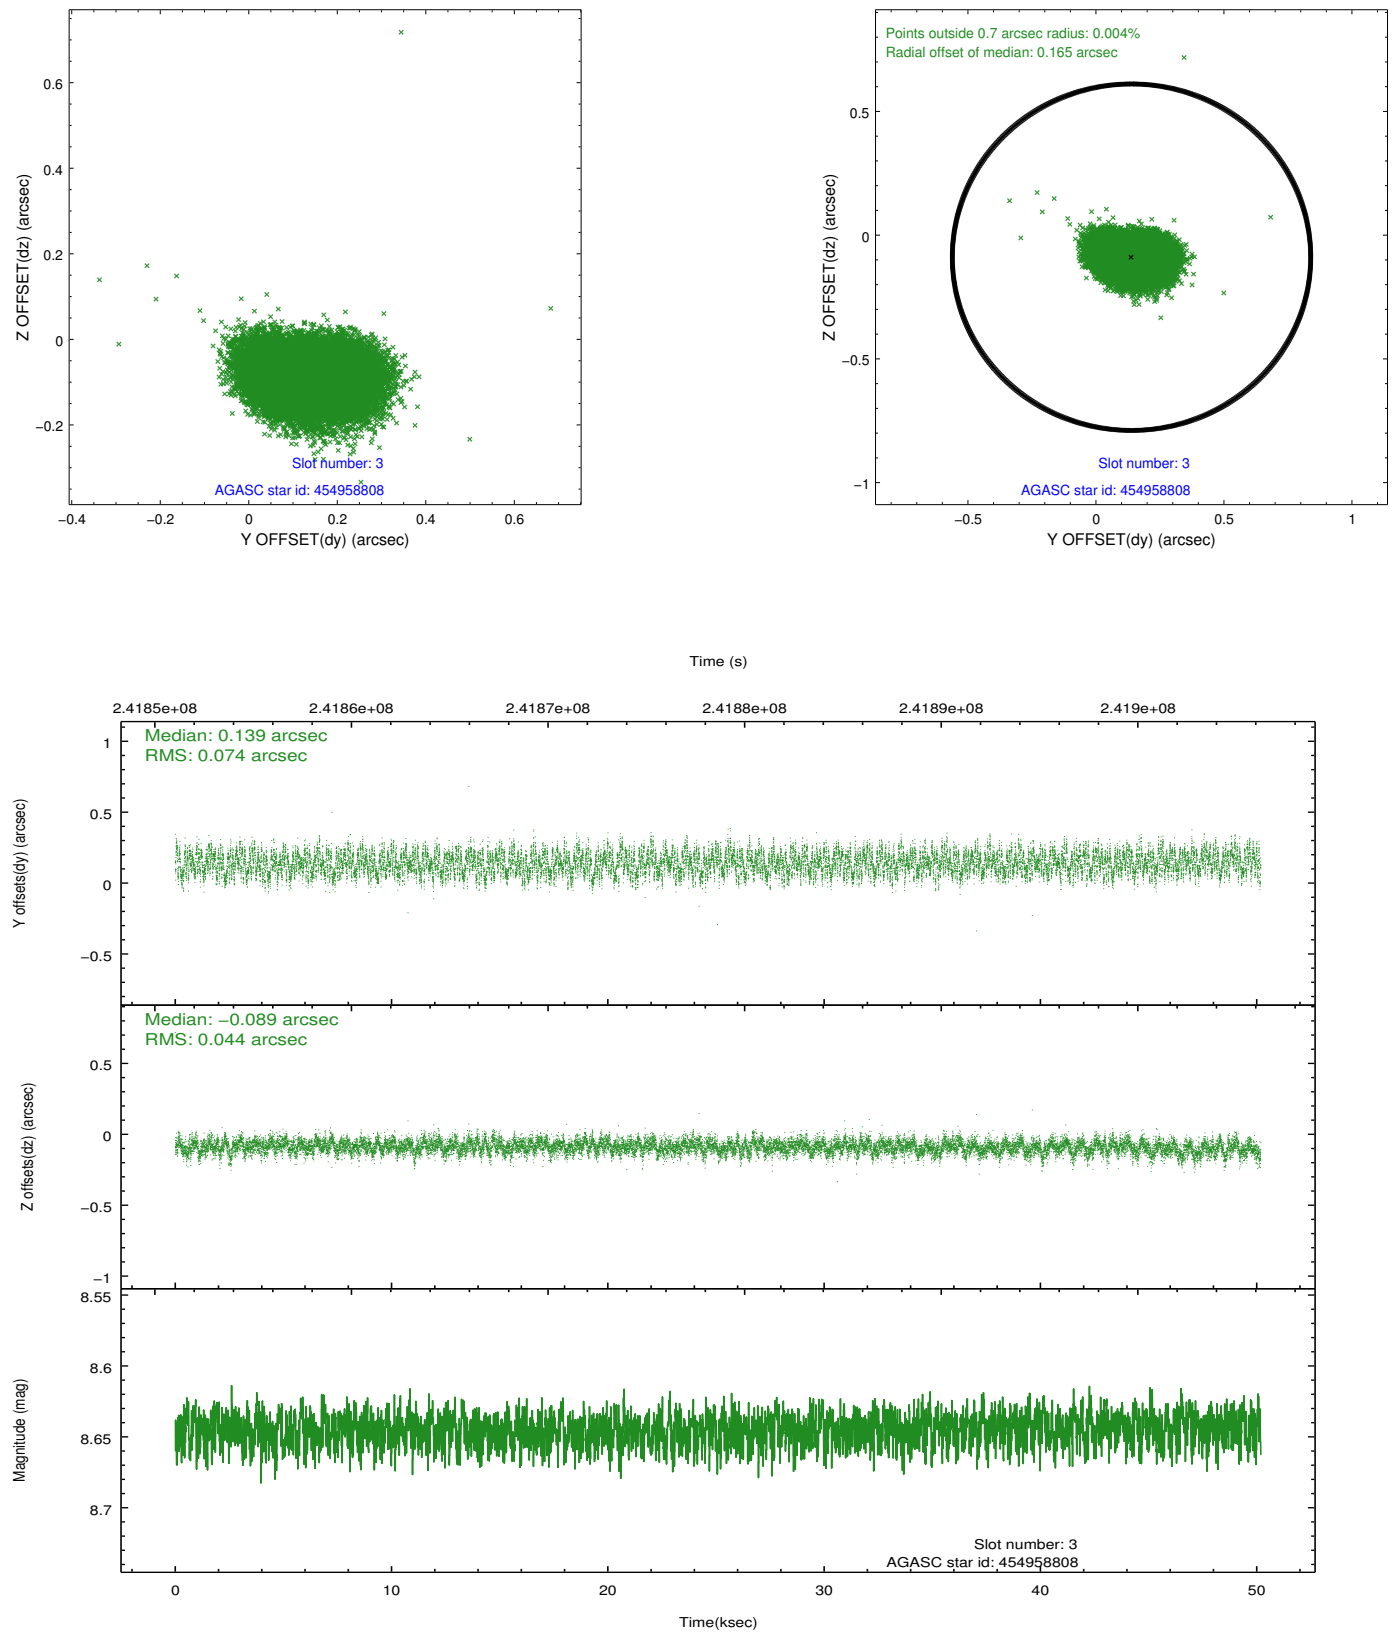 0.6
0.4
0.2
0
−0.2
−0.4
−0.2
0
0.2
0.4
0.6
Z OFFSET(dz) (arcsec)
Y OFFSET(dy) (arcsec)
Slot number: 3
AGASC star id: 454958808
Points outside 0.7 arcsec radius: 0.004%
Radial offset of median: 0.165 arcsec
0.5
0
−0.5
−1
−0.5
0
0.5
1
Z OFFSET(dz) (arcsec)
Y OFFSET(dy) (arcsec)
Slot number: 3
AGASC star id: 454958808
Time (s)
2.4185e+08
2.4186e+08
2.4187e+08
2.4188e+08
2.4189e+08
2.419e+08
Median: 0.139 arcsec
RMS: 0.074 arcsec
1
0.5
0
−0.5
Y offsets(dy) (arcsec)
Median: −0.089 arcsec
RMS: 0.044 arcsec
0.5
0
−0.5
−1
Z offsets(dz) (arcsec)
8.55
8.6
8.65
8.7
Magnitude (mag)
Slot number: 3
AGASC star id: 454958808
0
10
20
30
40
50
Time(ksec)